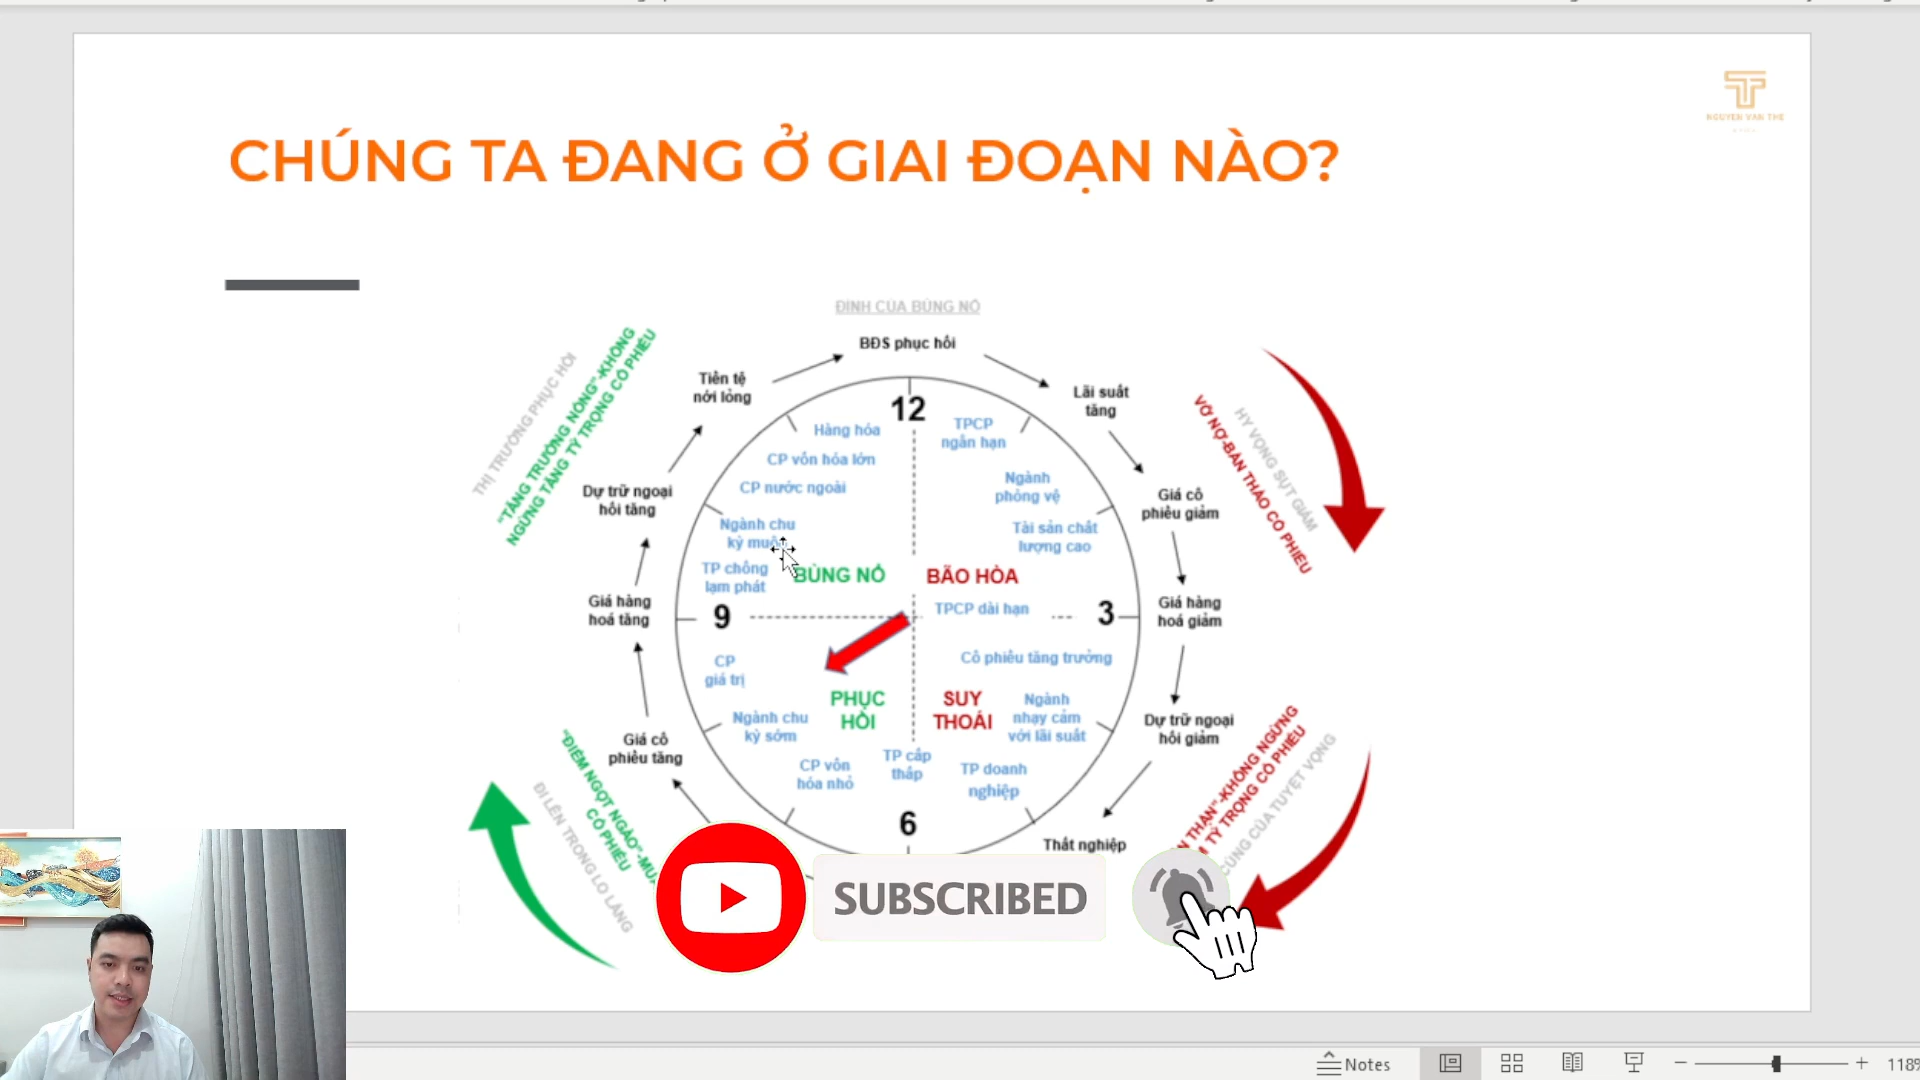 NGUYEN VAN THE
CHÚNG TA ĐANG Ở GIAI ĐOẠN NÀO?
ĐỈNH CỦA BÙNG NỔ
BĐS phục hồi
Tiền tệ
nới lỏng
Lãi suất
tăng
12
Hàng hóa
TPCP
ngắn hạn
CP vốn hóa lớn
CP nước ngoài
Ngành
phòng vệ
Dự trữ ngoại
hối tăng
Giá cổ
phiếu giảm
Ngành chu
kỳ muộn
Tài sản chất
lượng cao
TP chống
lạm phát
BÙNG NỔ
BÃO HÒA
Giá hàng
hoá tăng
9
TPCP dài hạn
3
Giá hàng
hoá giảm
CP
giá trị
Cổ phiếu tăng trưởng
PHỤC
HỒI
SUY
THOÁI
Ngành
nhạy cảm
với lãi suất
Ngành chu
kỳ sớm
Dự trữ ngoại
hối giảm
Giá cổ
phiếu tăng
CP vốn
hóa nhỏ
TP cấp
thấp
TP doanh
nghiệp
6
Thất nghiệp
THỊ TRƯỜNG PHỤC HỒI
"TĂNG TRƯỞNG NÓNG"-KHÔNG
NGỪNG TĂNG TỶ TRỌNG CỔ PHIẾU
HY VỌNG SỤT GIẢM
VỠ NỢ-BÁN THÁO CỔ PHIẾU
"ĐIỂM NGỌT NGÀO"-MUA
CỔ PHIẾU
ĐI LÊN TRONG LO LẮNG
THẬN"-KHÔNG NGỪNG
TỶ TRỌNG CỔ PHIẾU
CÙNG CỦA TUYỆT VỌNG
SUBSCRIBED
Notes
118%